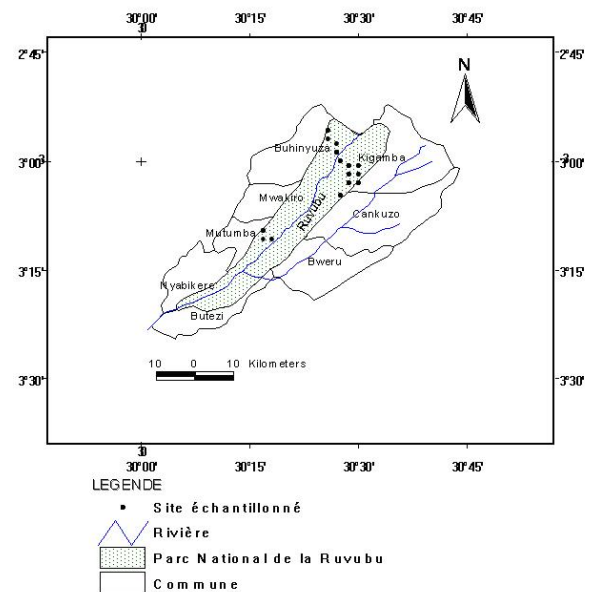 30°00' 30°15' 30°30' 30°45'
2°45' 2°45'
N
Buhinyuza
Kigamba
3°00' 3°00'
Mwakiro
Ruvubu
Cankuzo
Mutumba
Bweru
3°15' 3°15'
Nyabikere
Butezi
10 0 10 Kilometers
3°30' 3°30'
30°00' 30°15' 30°30' 30°45'
LEGENDE
Site échantillonné
Rivière
Parc National de la Ruvubu
Commune